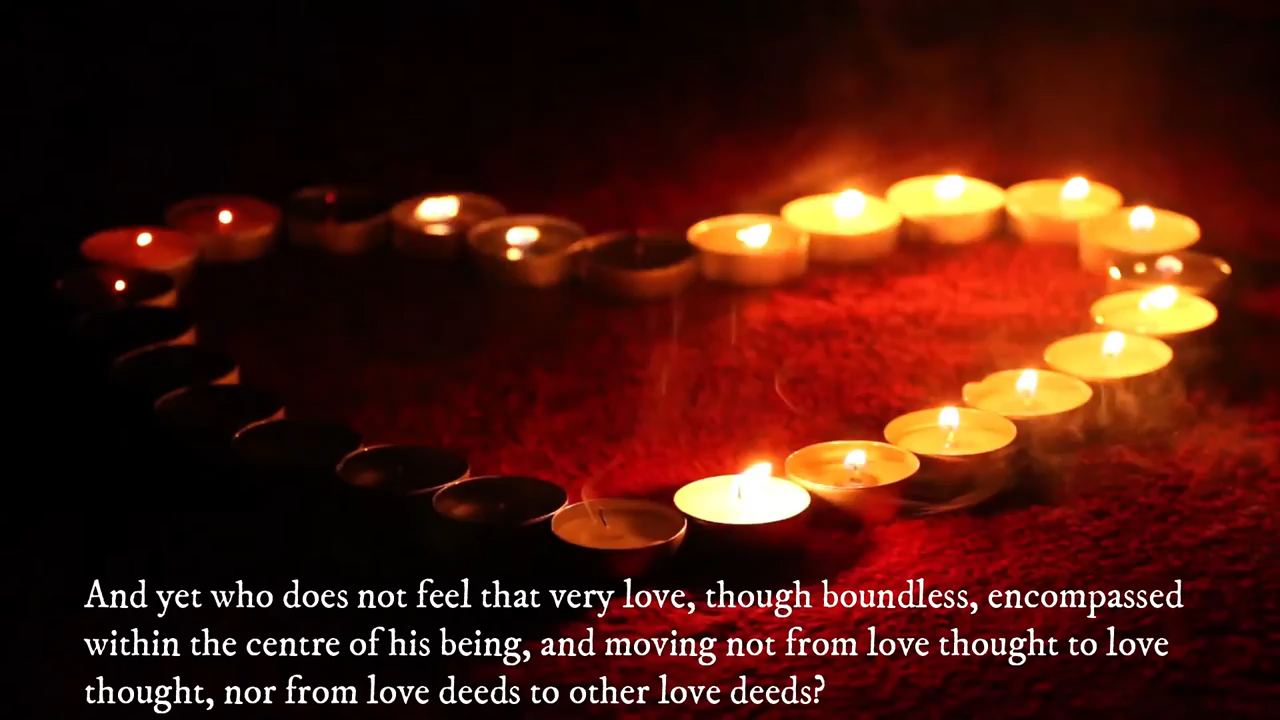 And yet who does not feel that very love, though boundless, encompassed
within the centre of his being, and moving not from love thought to love
thought, nor from love deeds to other love deeds?